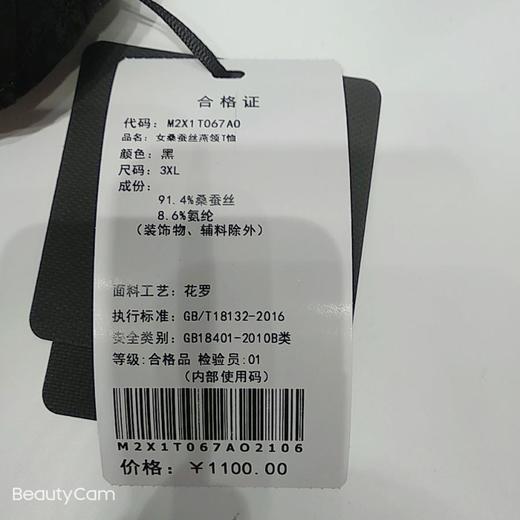 合格证
代码: M2X1T067A0
品名: 女桑蚕丝燕领T恤
颜色: 黑
尺码: 3XL
成份:
91.4%桑蚕丝
8.6%氨纶
(装饰物、辅料除外)
面料工艺: 花罗
执行标准: GB/T18132-2016
安全类别: GB18401-2010B类
等级:合格品 检验员:01
(内部使用码)
M2X1T067A02106
价格: ¥1100.00
BeautyCam